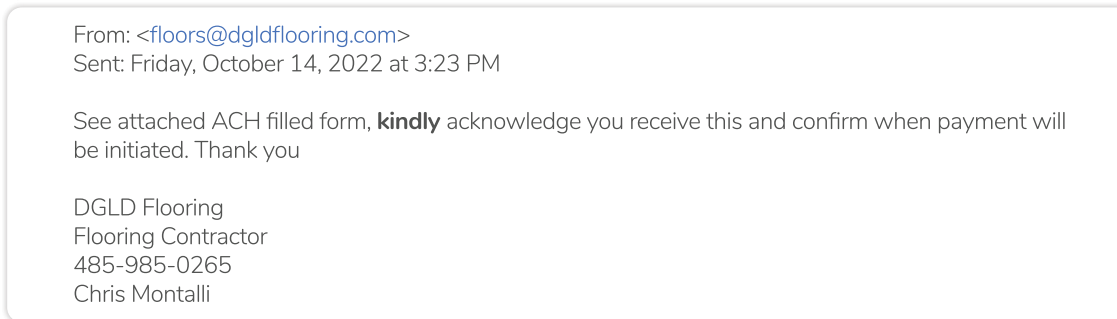 From: <floors@dgldflooring.com>
Sent: Friday, October 14, 2022 at 3:23 PM
See attached ACH filled form, kindly acknowledge you receive this and confirm when payment will
be initiated. Thank you
DGLD Flooring
Flooring Contractor
485-985-0265
Chris Montalli